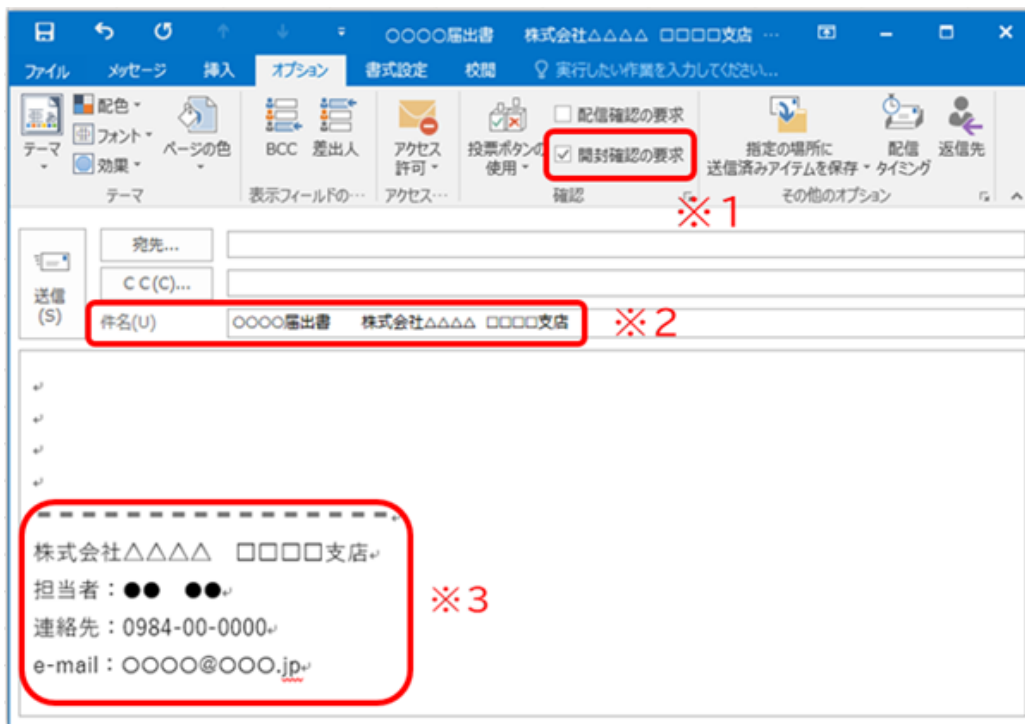 ○○○○届出書　　株式会社△△△△ □□□□支店 …
ファイル メッセージ 挿入 オプション 書式設定 校閲 実行したい作業を入力してください...
テーマ
配色
フォント
効果
ページの色
テーマ
BCC 差出人
表示フィールドの…
アクセス
許可
アクセス…
投票ボタンの
使用
配信確認の要求
開封確認の要求
確認
指定の場所に
送信済みアイテムを保存
配信
タイミング
返信先
その他のオプション
※1
送信
(S)
宛先...
C C(C)...
件名(U) ○○○○届出書　　株式会社△△△△ □□□□支店
※2
株式会社△△△△　□□□□支店
担当者：●●　●●
連絡先：0984-00-0000
e-mail：○○○○@○○○.jp
※3